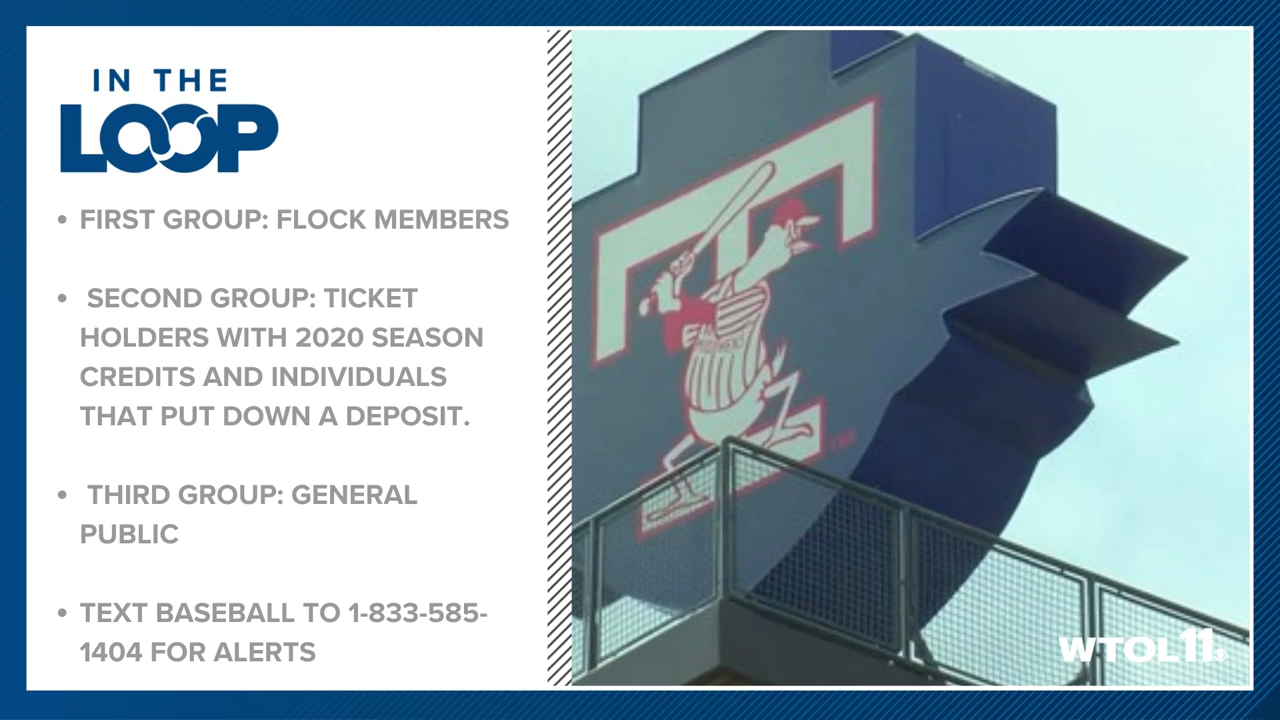 IN THE
LOOP
• FIRST GROUP: FLOCK MEMBERS
• SECOND GROUP: TICKET
HOLDERS WITH 2020 SEASON
CREDITS AND INDIVIDUALS
THAT PUT DOWN A DEPOSIT.
• THIRD GROUP: GENERAL
PUBLIC
• TEXT BASEBALL TO 1-833-585-
1404 FOR ALERTS
T
WTOL11